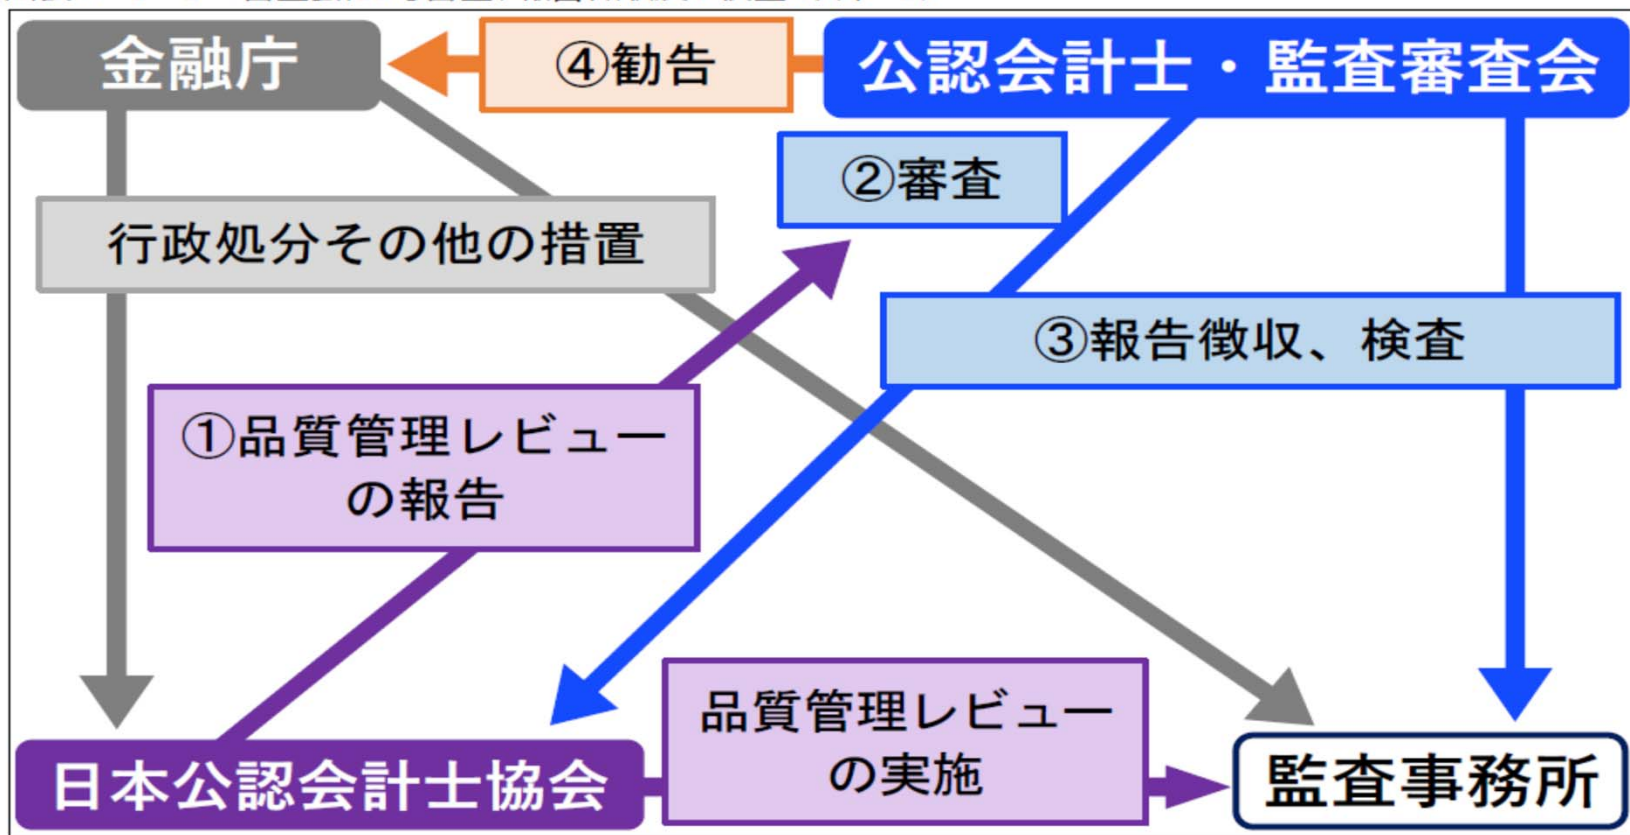 金融庁
④勧告
公認会計士・監査審査会
②審査
行政処分その他の措置
③報告徴収、検査
①品質管理レビュー
の報告
品質管理レビュー
の実施
日本公認会計士協会
監査事務所